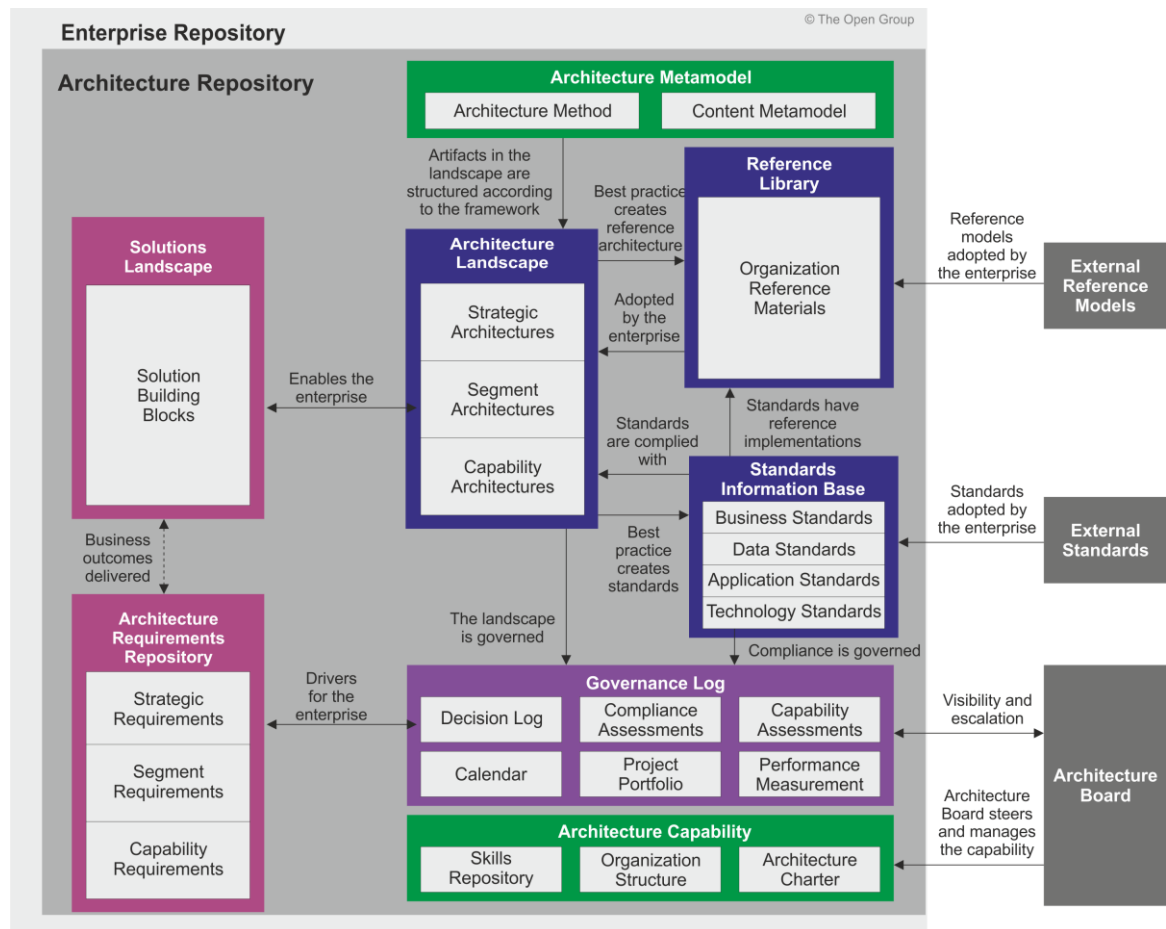 © The Open Group
Enterprise Repository
Architecture Repository
Architecture Metamodel
Architecture Method
Content Metamodel
Artifacts in the
landscape are
structured according
to the framework
Best practice
creates
reference
architecture
Reference
Library
Organization
Reference
Materials
Reference
models
adopted by
the enterprise
External
Reference
Models
Solutions
Landscape
Solution
Building
Blocks
Enables the
enterprise
Architecture
Landscape
Strategic
Architectures
Segment
Architectures
Capability
Architectures
Adopted
by the
enterprise
Standards
are complied
with
Standards have
reference
implementations
Standards
Information Base
Business Standards
Data Standards
Application Standards
Technology Standards
Standards
adopted by
the enterprise
External
Standards
Best
practice
creates
standards
Business
outcomes
delivered
Architecture
Requirements
Repository
Strategic
Requirements
Segment
Requirements
Capability
Requirements
The landscape
is governed
Compliance is governed
Drivers
for the
enterprise
Governance Log
Decision Log
Compliance
Assessments
Capability
Assessments
Calendar
Project
Portfolio
Performance
Measurement
Visibility and
escalation
Architecture
Board
Architecture
Board steers
and manages
the capability
Architecture Capability
Skills
Repository
Organization
Structure
Architecture
Charter